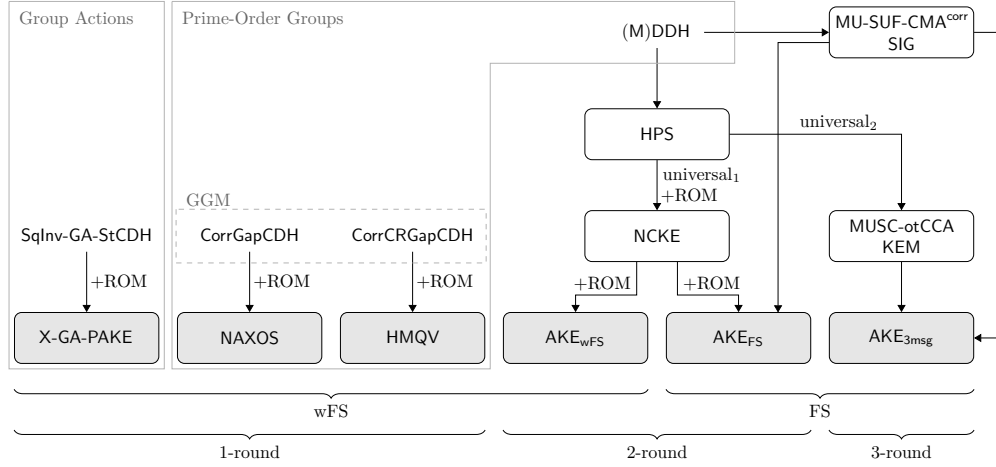 Group Actions
Prime-Order Groups
(M)DDH
MU-SUF-CMAcorr
SIG
HPS
universal2
universal1
+ROM
GGM
SqInv-GA-StCDH
CorrGapCDH
CorrCRGapCDH
NCKE
MUSC-otCCA
KEM
+ROM
+ROM
+ROM
+ROM
+ROM
X-GA-PAKE
NAXOS
HMQV
AKEwFS
AKEFS
AKE3msg
wFS
FS
1-round
2-round
3-round